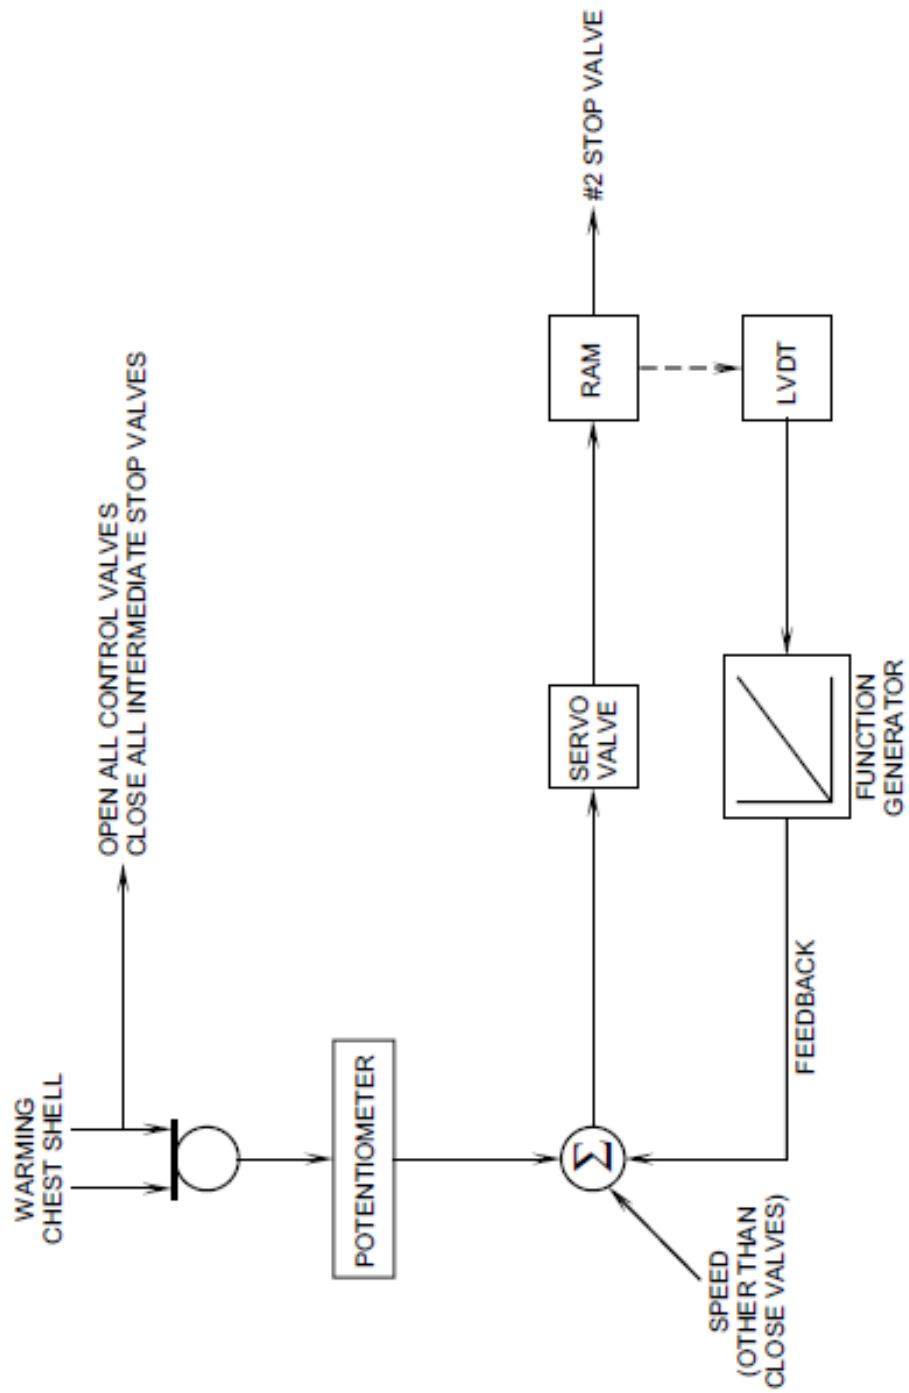 WARMING
CHEST SHELL
OPEN ALL CONTROL VALVES
CLOSE ALL INTERMEDIATE STOP VALVES
POTENTIOMETER
Σ
SERVO
VALVE
RAM
#2 STOP VALVE
SPEED
(OTHER THAN
CLOSE VALVES)
FEEDBACK
FUNCTION
GENERATOR
LVDT